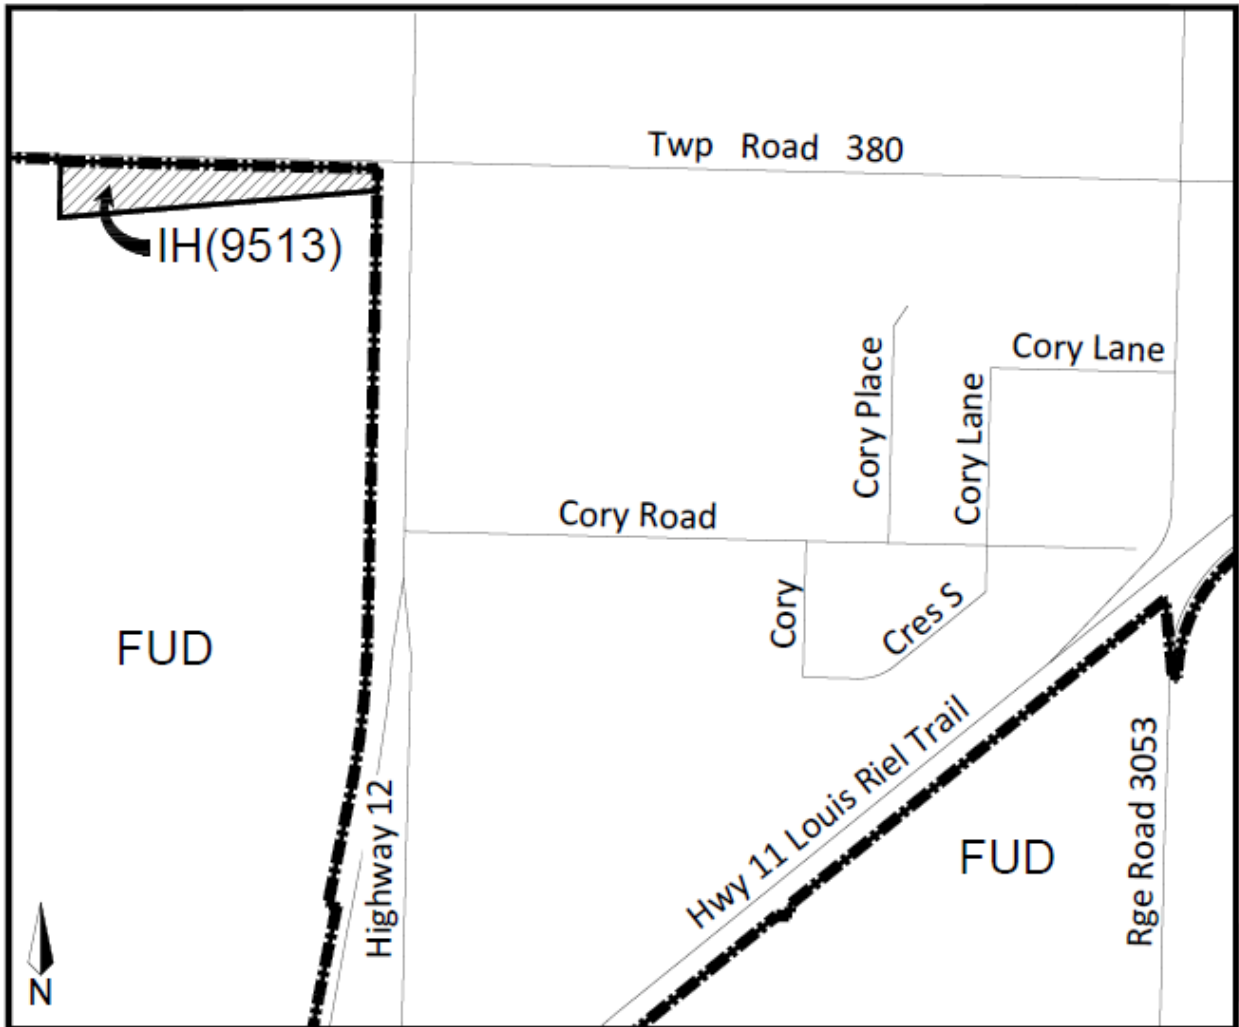 Twp Road 380
IH(9513)
Cory Lane
Cory Place
Cory Lane
Cory Road
Cory
Cres S
FUD
Hwy 11 Louis Riel Trail
Rge Road 3053
Highway 12
FUD
N